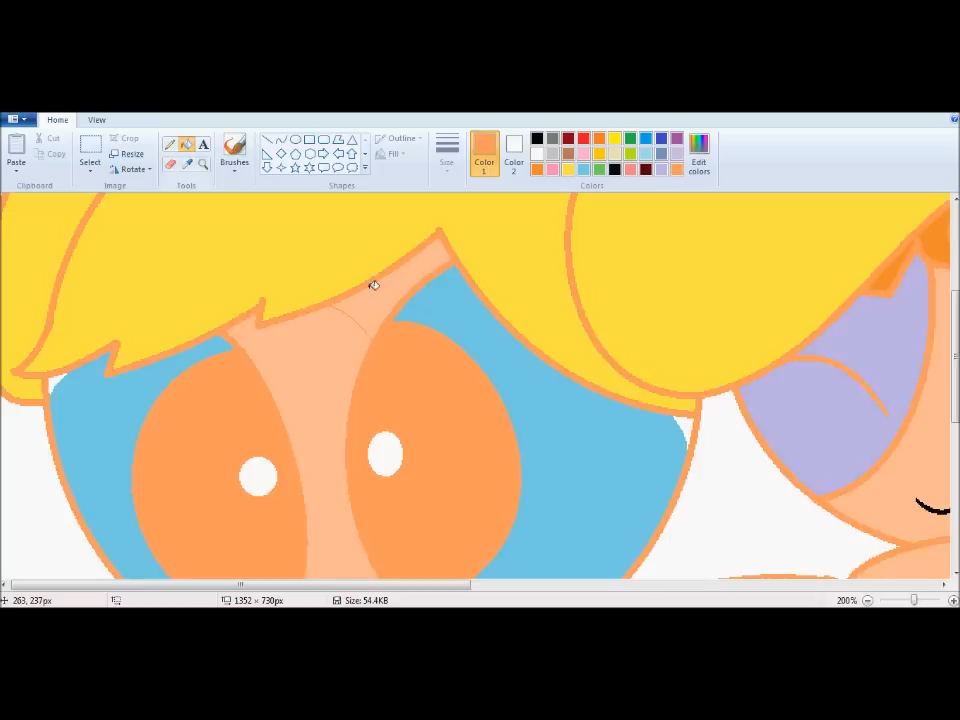 Home View
Paste
Cut
Copy
Clipboard
Select
Crop
Resize
Rotate
Image
A
Tools
Brushes
Outline
Fill
Shapes
Size
Color 1
Color 2
Edit colors
Colors
263, 237px 1352 × 730px Size: 54.4KB 200%